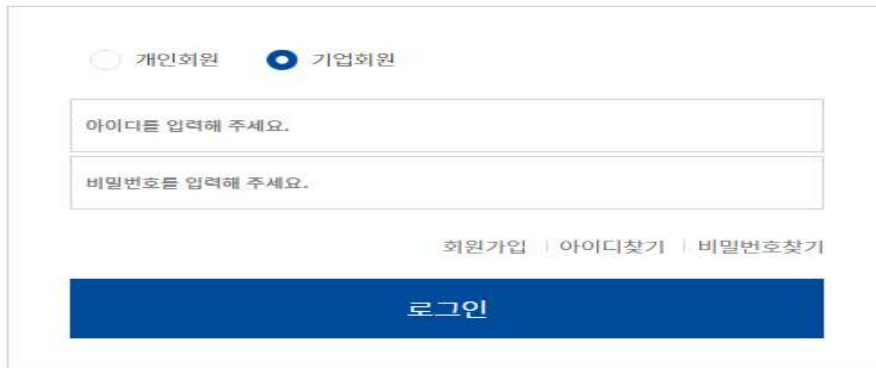 개인회원 기업회원
아이디를 입력해 주세요.
비밀번호를 입력해 주세요.
회원가입 | 아이디찾기 | 비밀번호찾기
로그인